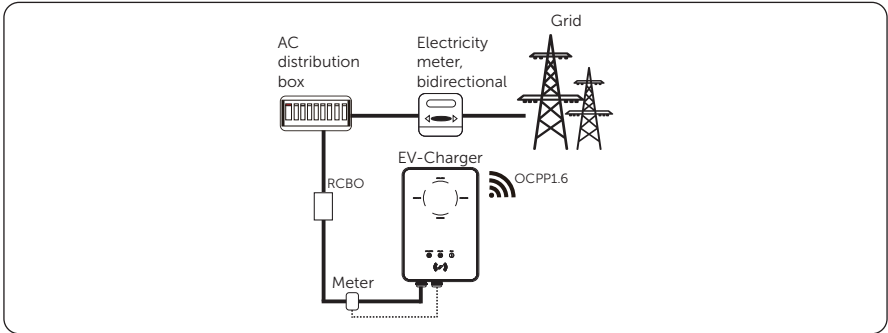 Grid
AC
distribution
box
Electricity
meter,
bidirectional
EV-Charger
RCBO
OCPP1.6
Meter